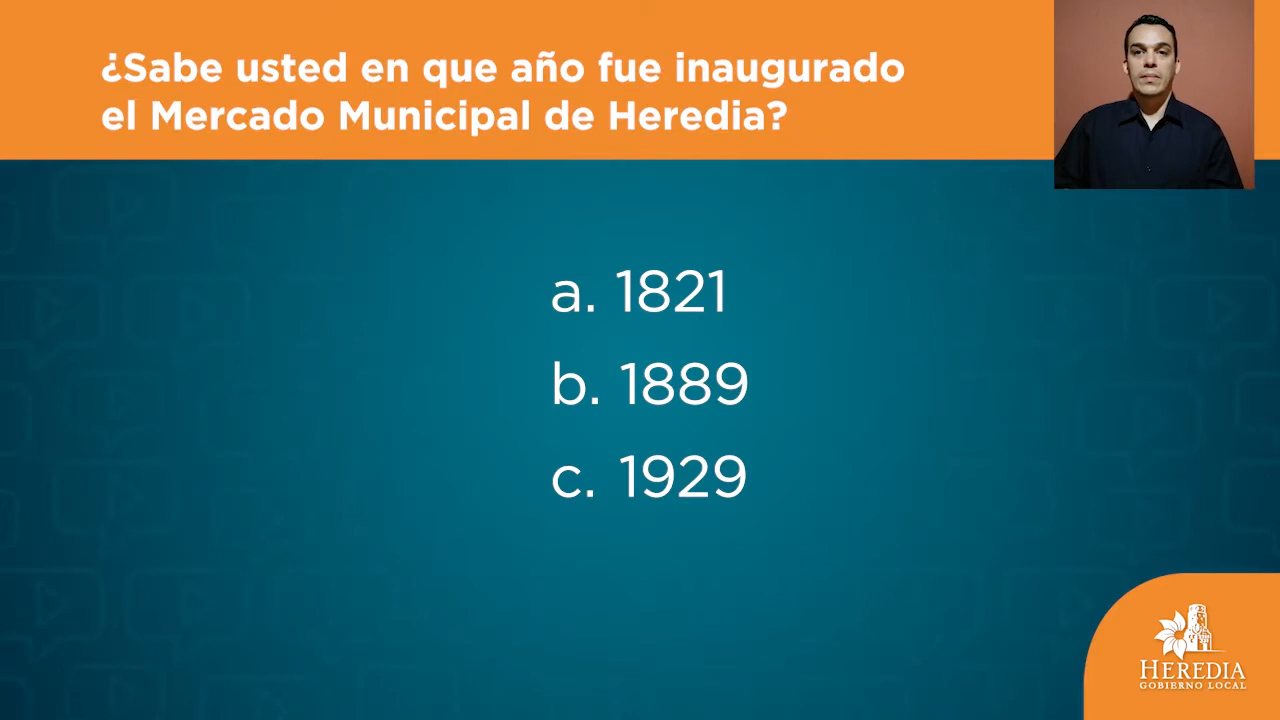 ¿Sabe usted en que año fue inaugurado
el Mercado Municipal de Heredia?
a. 1821
b. 1889
c. 1929
HEREDIA
GOBIERNO LOCAL